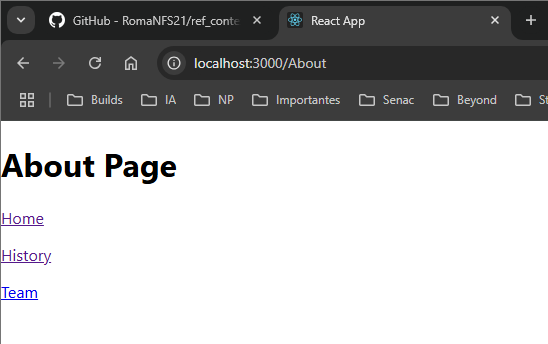 GitHub - RomaNFS21/ref_conte
React App
localhost:3000/About
Builds IA NP Importantes Senac Beyond
About Page
Home
History
Team